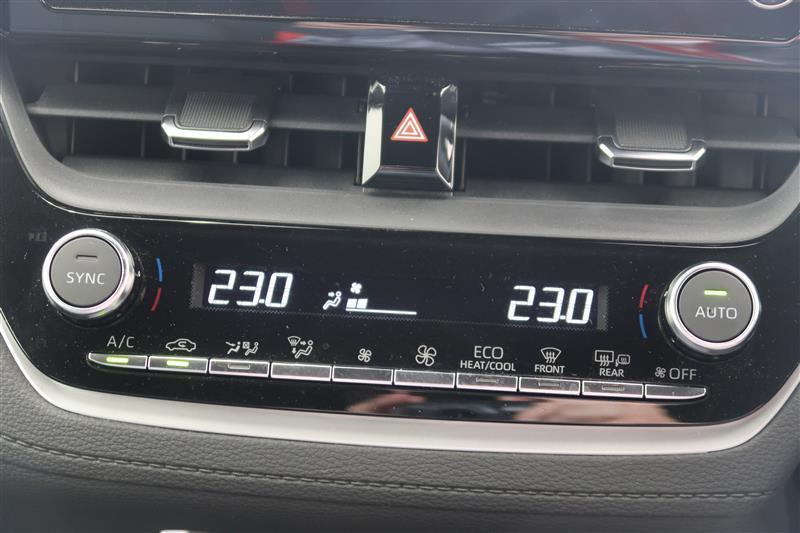 SYNC
23.0
23.0
AUTO
A/C
ECO
HEAT/COOL
FRONT
REAR
OFF